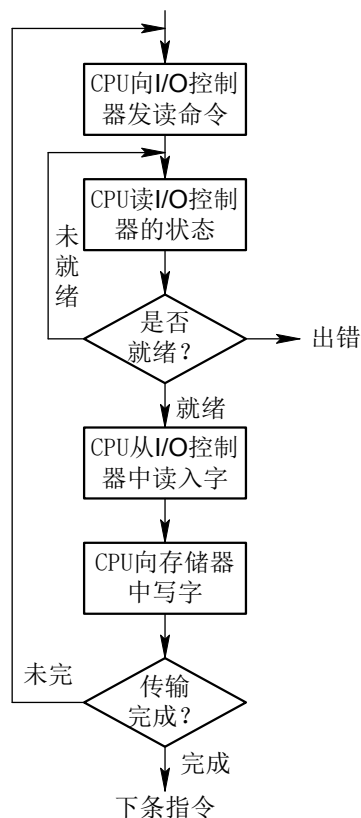 CPU向I/O控制
器发读命令
CPU读I/O控制
器的状态
未
就
绪
是否
就绪？
出错
就绪
CPU从I/O控制
器中读入字
CPU向存储器
中写字
未完
传输
完成？
完成
下条指令